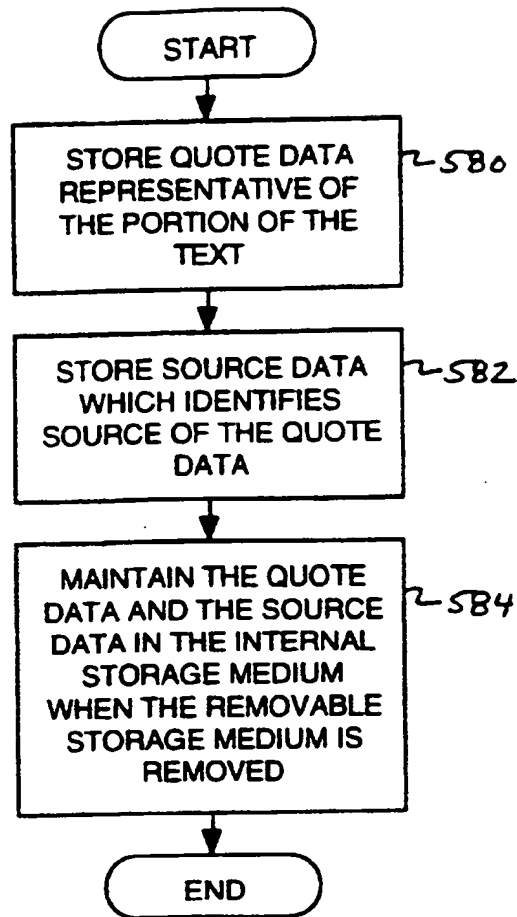 START
STORE QUOTE DATA
REPRESENTATIVE OF
THE PORTION OF THE
TEXT
580
STORE SOURCE DATA
WHICH IDENTIFIES
SOURCE OF THE QUOTE
DATA
582
MAINTAIN THE QUOTE
DATA AND THE SOURCE
DATA IN THE INTERNAL
STORAGE MEDIUM
WHEN THE REMOVABLE
STORAGE MEDIUM IS
REMOVED
584
END